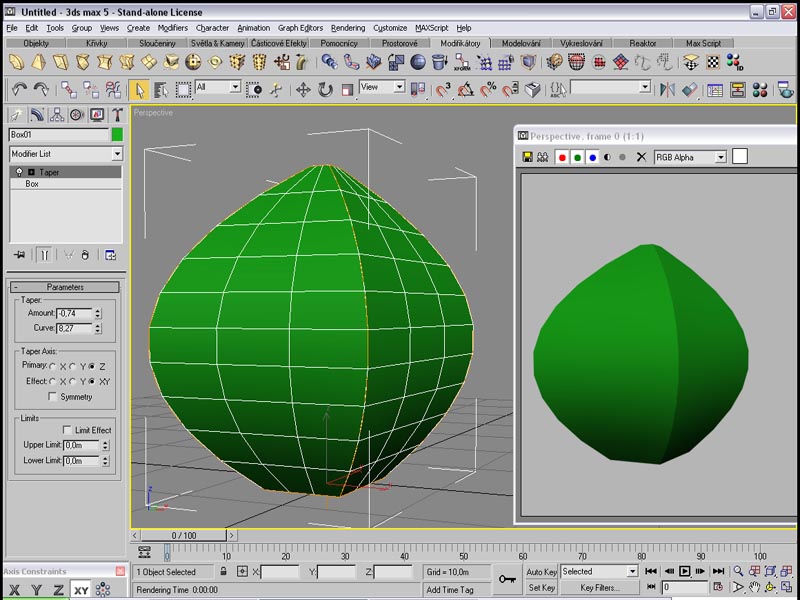 Untitled - 3ds max 5 - Stand-alone License
File Edit Tools Group Views Create Modifiers Character Animation Graph Editors Rendering Customize MAXScript Help
Objekty Křivky Sloučeniny Světla & Kamery Částicové Efekty Pomocníci Prostorové Modifikátory Modelování Vykreslování Reaktor Max Script
XFORM
ID
All View
ABC
Box01
Perspective
Modifier List
Perspective, frame 0 (1:1)
RGB Alpha
Taper
Box
- Parameters
Taper:
Amount: -0,74
Curve: 8,27
Taper Axis:
Primary: X Y Z
Effect: X Y XY
Symmetry
Limits
Limit Effect
Upper Limit: 0,0m
Lower Limit: 0,0m
z
x
0 / 100
0 10 20 30 40 50 60 70 80 90 100
Axis Constraints
X Y Z XY
1 Object Selected X: Y: Z: Grid = 10,0m Auto Key Selected
Rendering Time 0:00:00 Add Time Tag Set Key Key Filters... 0